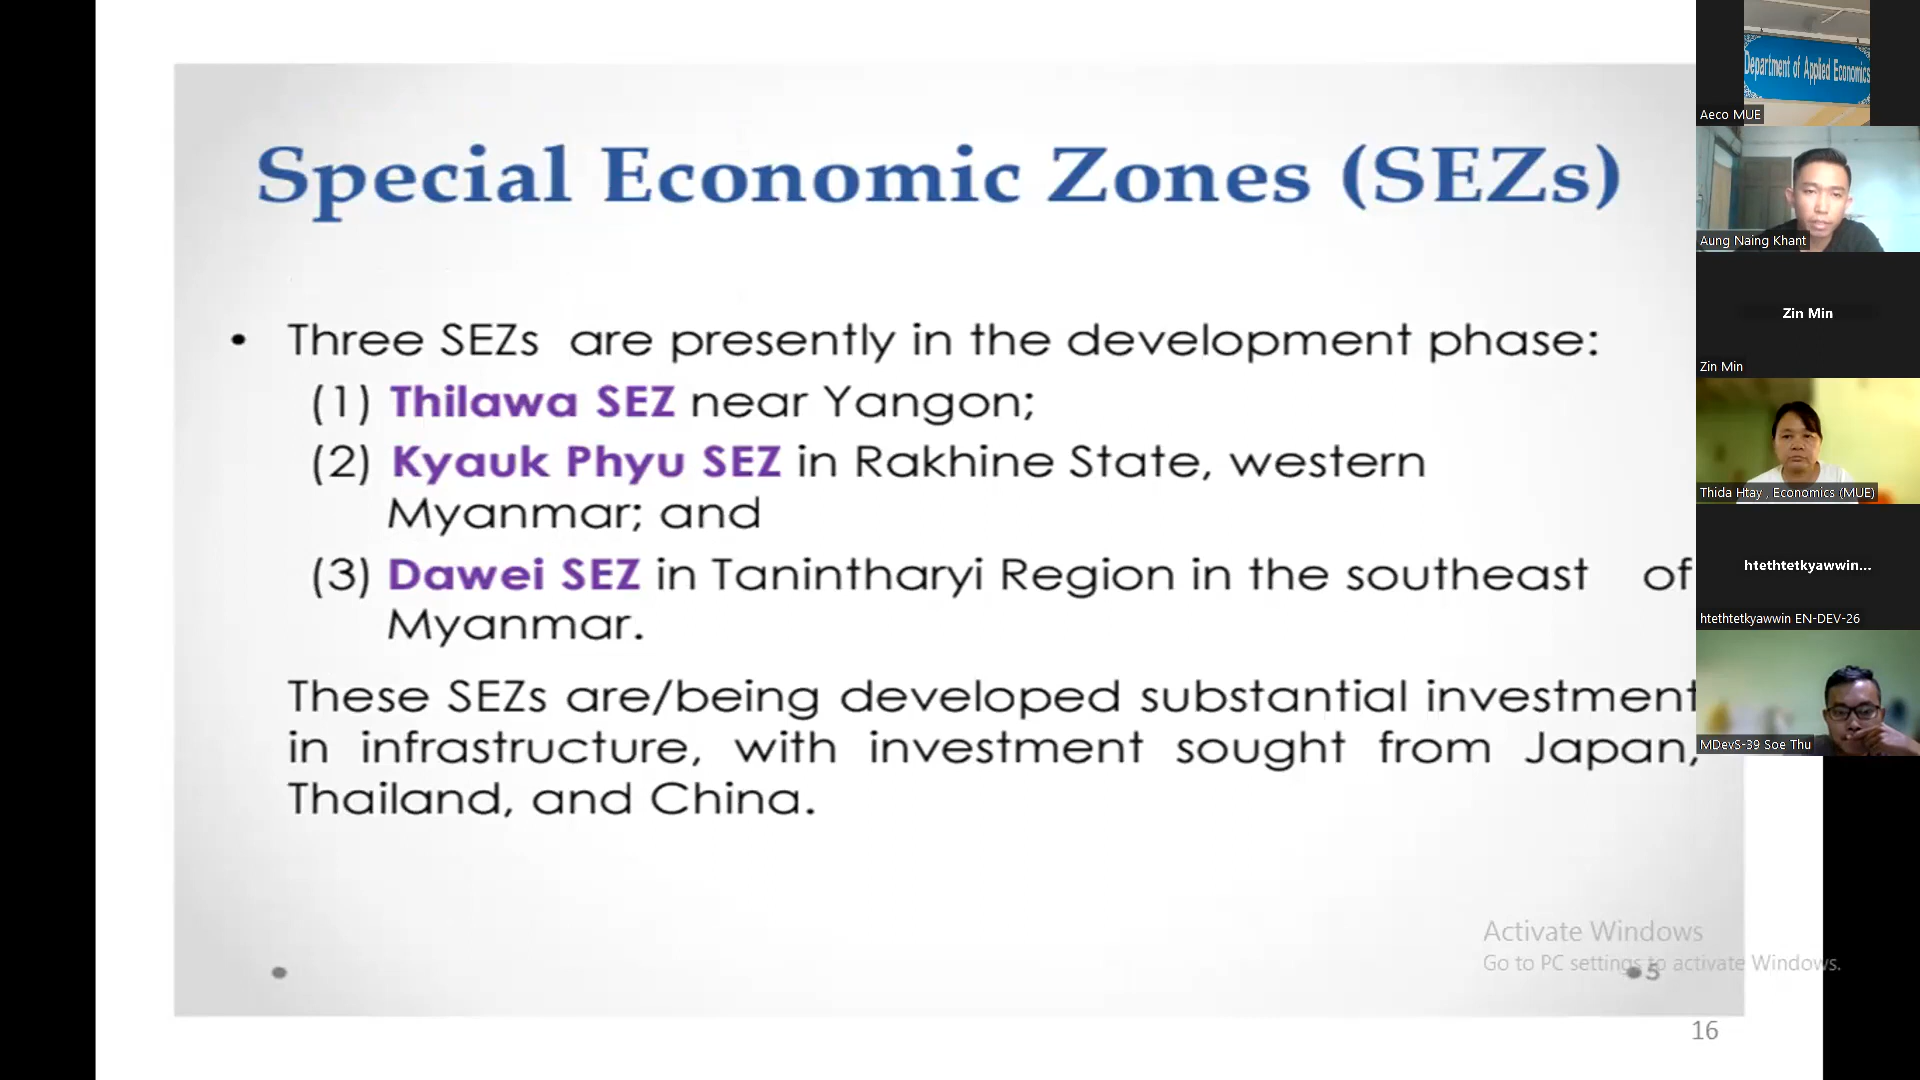 Special Economic Zones (SEZs)
• Three SEZs are presently in the development phase:
(1) Thilawa SEZ near Yangon;
(2) Kyauk Phyu SEZ in Rakhine State, western
Myanmar; and
(3) Dawei SEZ in Tanintharyi Region in the southeast of
Myanmar.
These SEZs are/being developed substantial investment
in infrastructure, with investment sought from Japan,
Thailand, and China.
Activate Windows
Go to PC settings to activate Windows.
5
16
Department of Applied Economics
Aeco MUE
Aung Naing Khant
Zin Min
Zin Min
Thida Htay , Economics (MUE)
htethtetkyawwin...
htethtetkyawwin EN-DEV-26
MDevS-39 Soe Thu